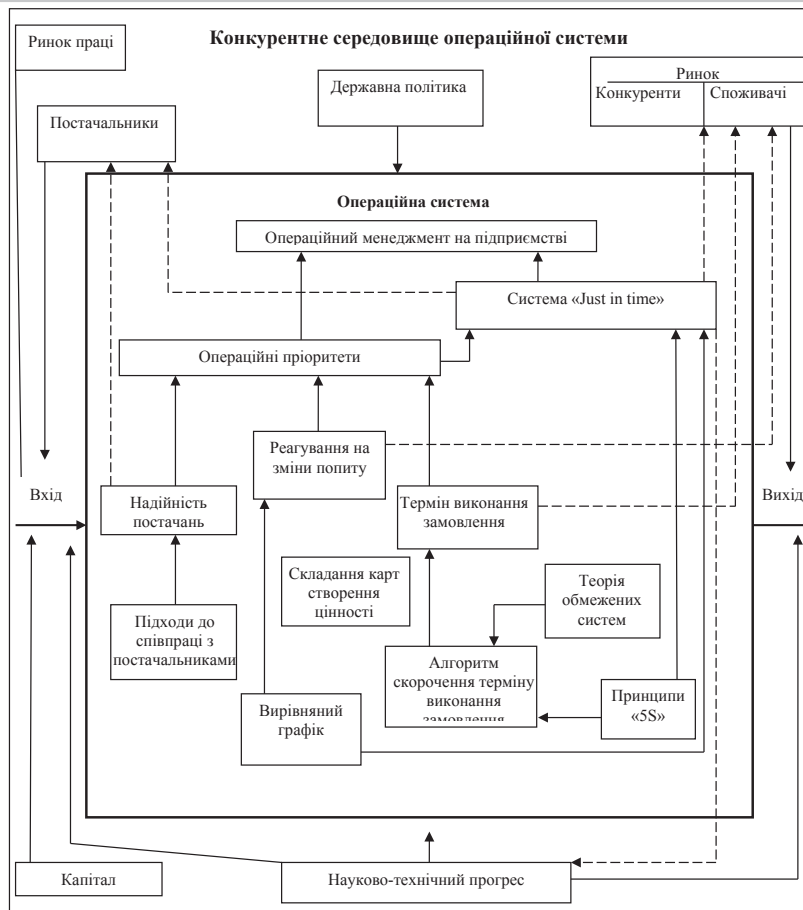 Ринок праці
Конкурентне середовище операційної системи
Ринок
Конкуренти
Споживачі
Державна політика
Постачальники
Операційна система
Операційний менеджмент на підприємстві
Система «Just in time»
Операційні пріоритети
Реагування на
зміни попиту
Вхід
Надійність
постачань
Термін виконання
замовлення
Вихід
Складання карт
створення
цінності
Теорія
обмежених
систем
Підходи до
співпраці з
постачальниками
Алгоритм
скорочення терміну
виконання
замовлення
Принципи
«5S»
Вирівняний
графік
Капітал
Науково-технічний прогрес